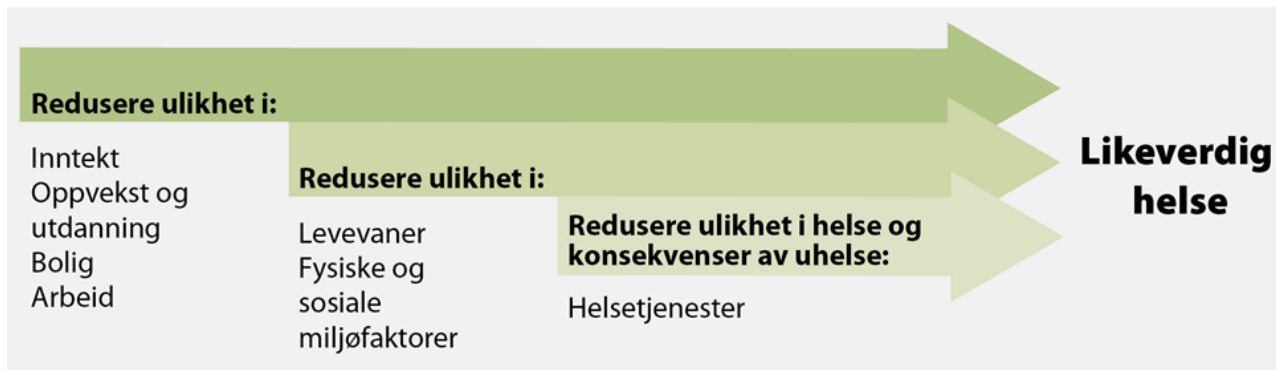 Redusere ulikhet i:
Inntekt
Oppvekst og
utdanning
Bolig
Arbeid
Redusere ulikhet i:
Levevaner
Fysiske og
sosiale
miljøfaktorer
Redusere ulikhet i helse og
konsekvenser av uhelse:
Helsetjenester
Likeverdig
helse